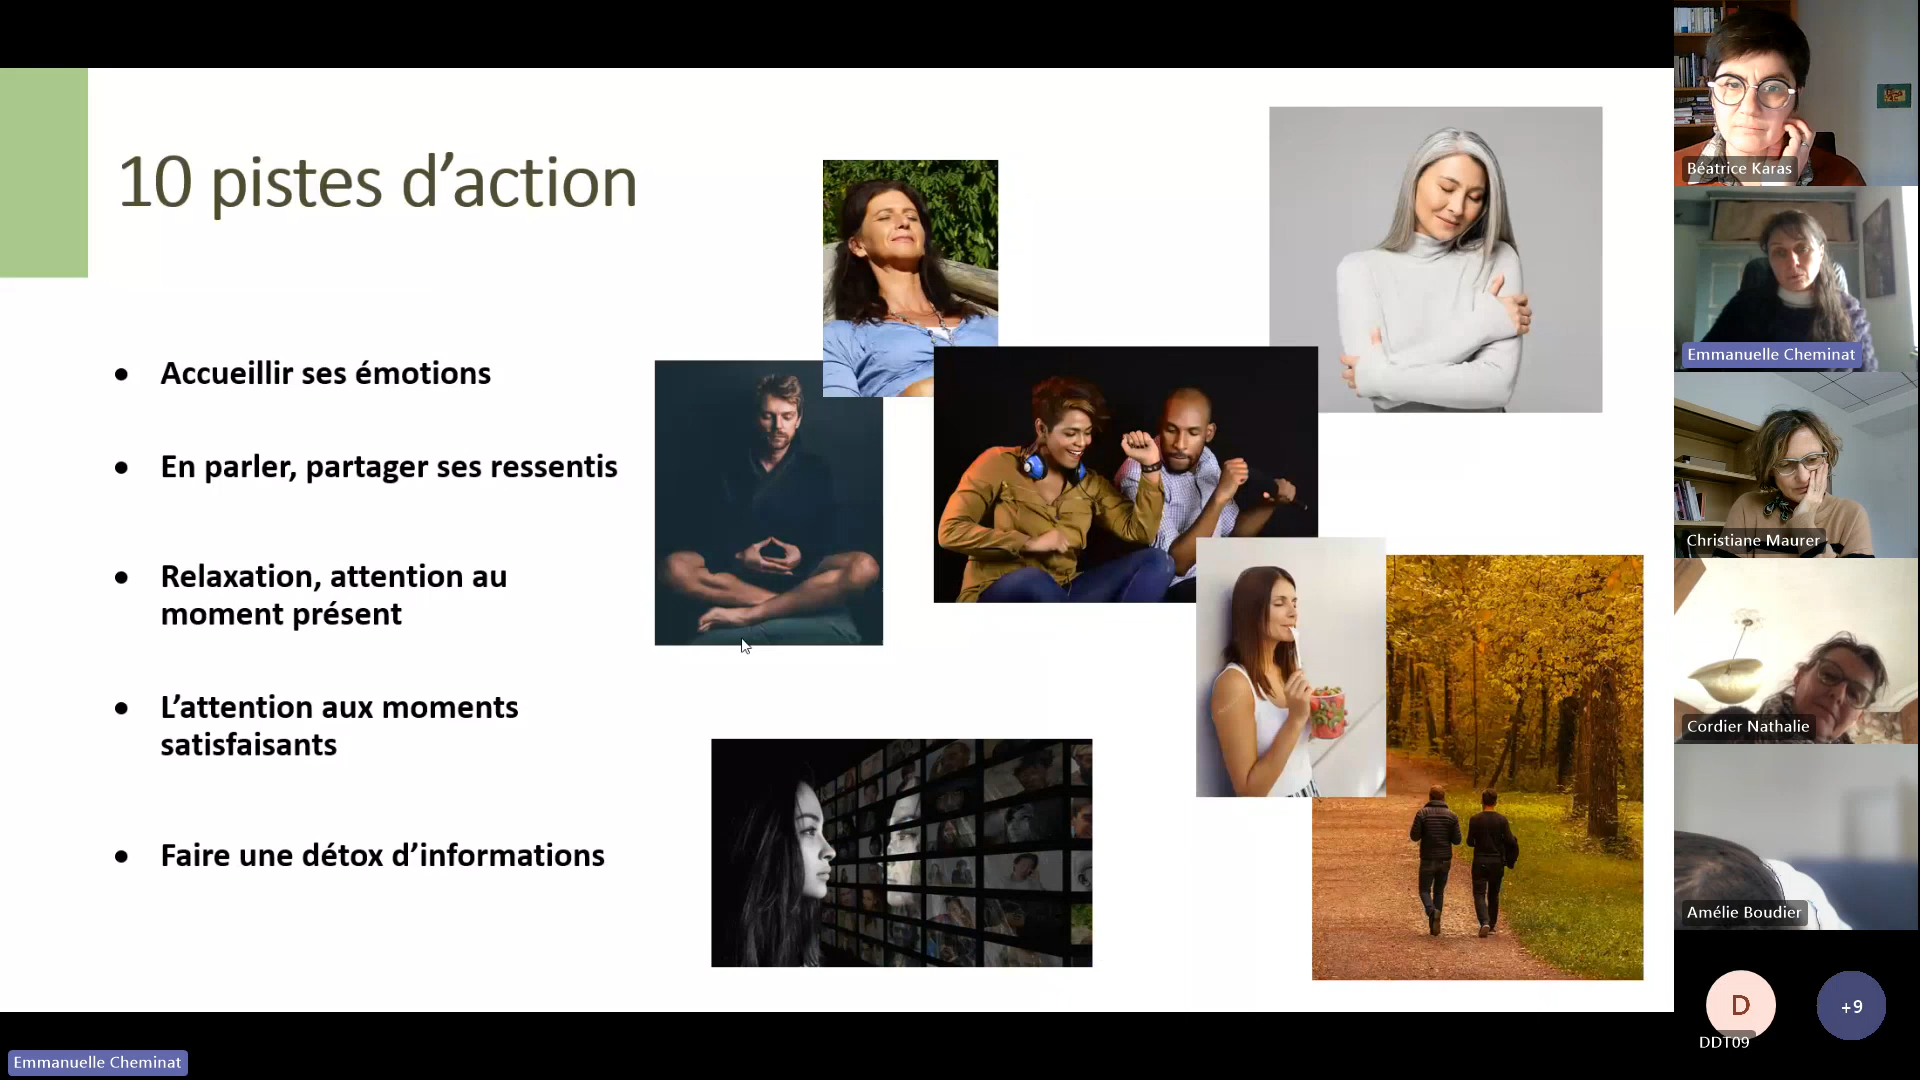 10 pistes d’action
• Accueillir ses émotions
• En parler, partager ses ressentis
• Relaxation, attention au
moment présent
• L’attention aux moments
satisfaisants
• Faire une détox d’informations
Béatrice Karas
Emmanuelle Cheminat
Christiane Maurer
Cordier Nathalie
Amélie Boudier
D
DDT09
+9
Emmanuelle Cheminat